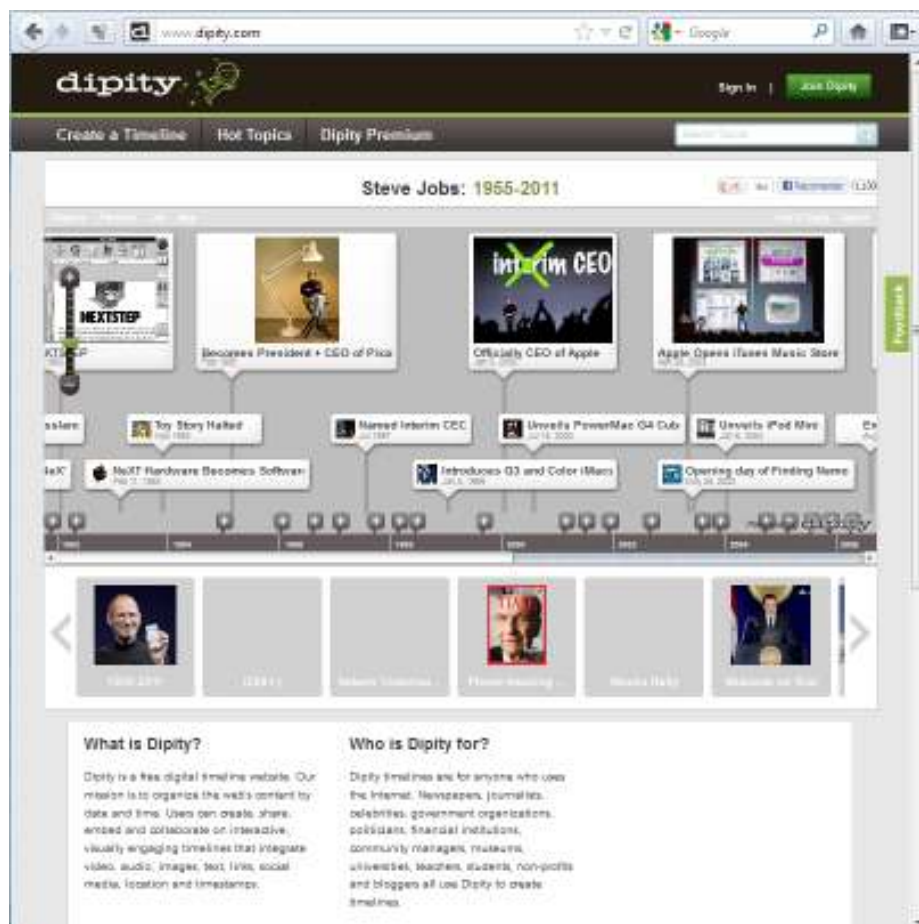 www.dipity.com
Google
dipity
Sign In | Join Dipity
Create a Timeline Hot Topics Dipity Premium
Steve Jobs: 1955-2011
NEXTSTEP
interim CEO
Becomes President + CEO of Pixa
Officially CEO of Apple
Apple Opens iTunes Music Store
Toy Story Halted
Named Interim CEO
Unveils PowerMac G4 Cub
Unveils iPod Mini
NeXT Hardware Becomes Softwar
Introduces G3 and Color iMacs
Opening day of Finding Nemo
Feedback
dipity
TIME
What is Dipity?
Who is Dipity for?
Dipity is a free digital timeline website. Our
mission is to organize the web's content by
date and time. Users can create, share,
embed and collaborate on interactive,
visually engaging timelines that integrate
video, audio, images, text, links, social
media, location and timestamps.
Dipity timelines are for anyone who uses
the Internet. Newspapers, journalists,
celebrities, government organizations,
politicians, financial institutions,
community managers, museums,
universities, teachers, students, non-profits
and bloggers all use Dipity to create
timelines.